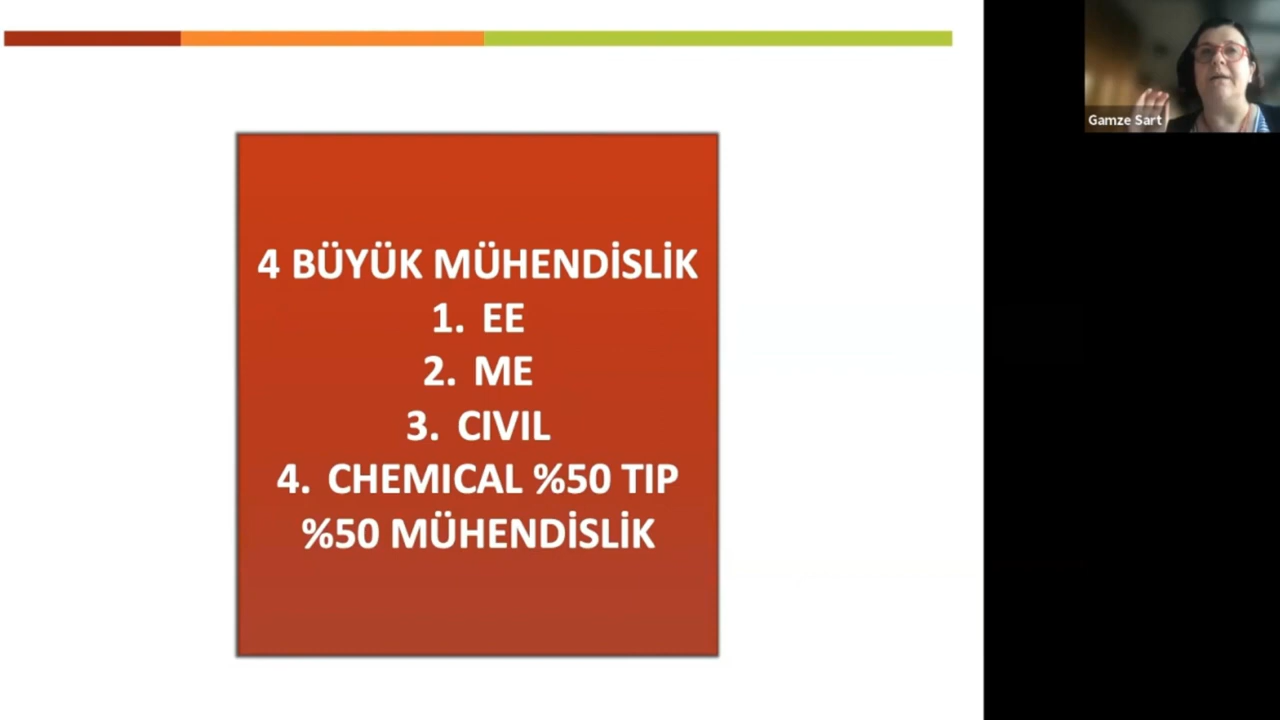 4 BÜYÜK MÜHENDİSLİK
1. EE
2. ME
3. CIVIL
4. CHEMICAL %50 TIP
%50 MÜHENDİSLİK
Gamze Sart